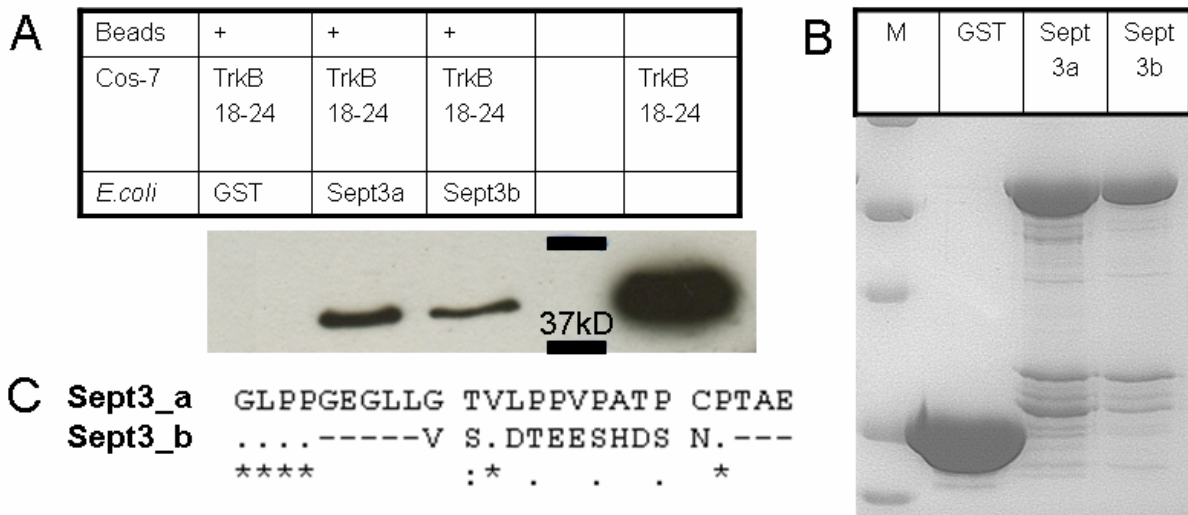 A
Beads + + +
Cos-7 TrkB TrkB TrkB TrkB
18-24 18-24 18-24 18-24
E.coli GST Sept3a Sept3b
37kD
B
M GST Sept Sept
3a 3b
C Sept3_a GLPPGEGLLG TVLPPVPATP CPTAE
Sept3_b ....-----V S.DTEESHDS N.---
**** :* . . . *